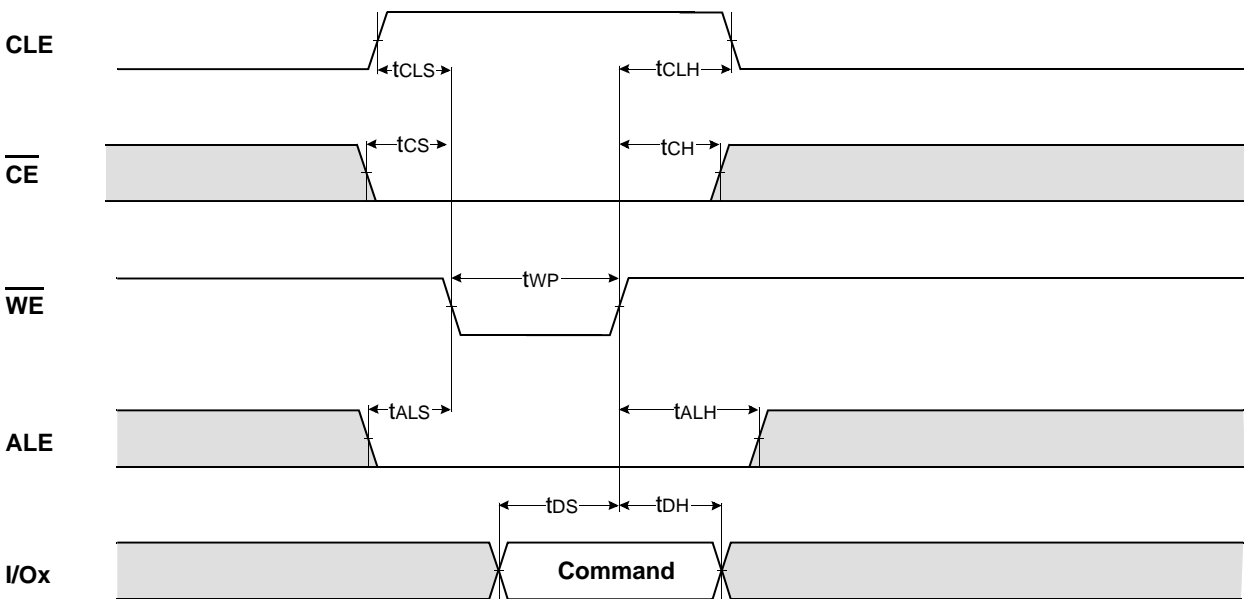 CLE
tCLS
tCLH
CE
tCS
tCH
WE
tWP
ALE
tALS
tALH
tDS
tDH
I/Ox
Command